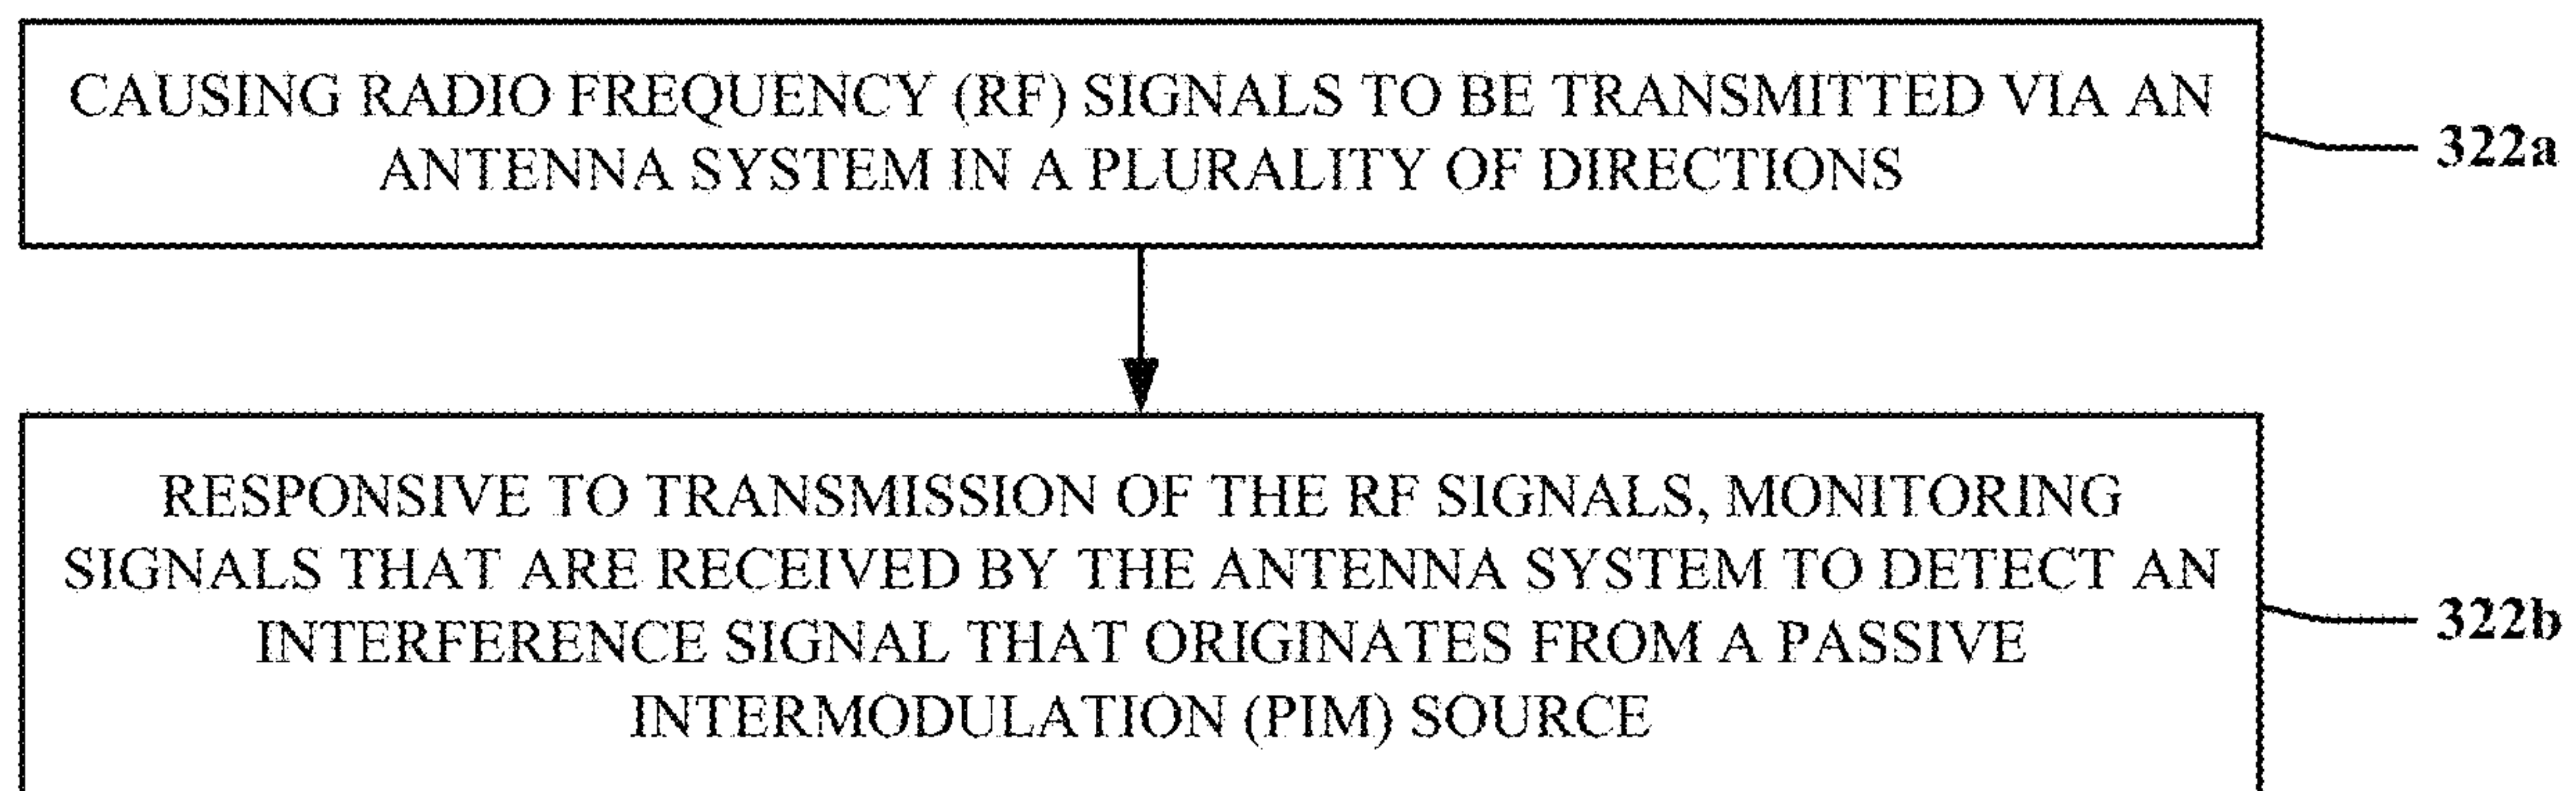 CAUSING RADIO FREQUENCY (RF) SIGNALS TO BE TRANSMITTED VIA AN
ANTENNA SYSTEM IN A PLURALITY OF DIRECTIONS
322a
RESPONSIVE TO TRANSMISSION OF THE RF SIGNALS, MONITORING
SIGNALS THAT ARE RECEIVED BY THE ANTENNA SYSTEM TO DETECT AN
INTERFERENCE SIGNAL THAT ORIGINATES FROM A PASSIVE
INTERMODULATION (PIM) SOURCE
322b